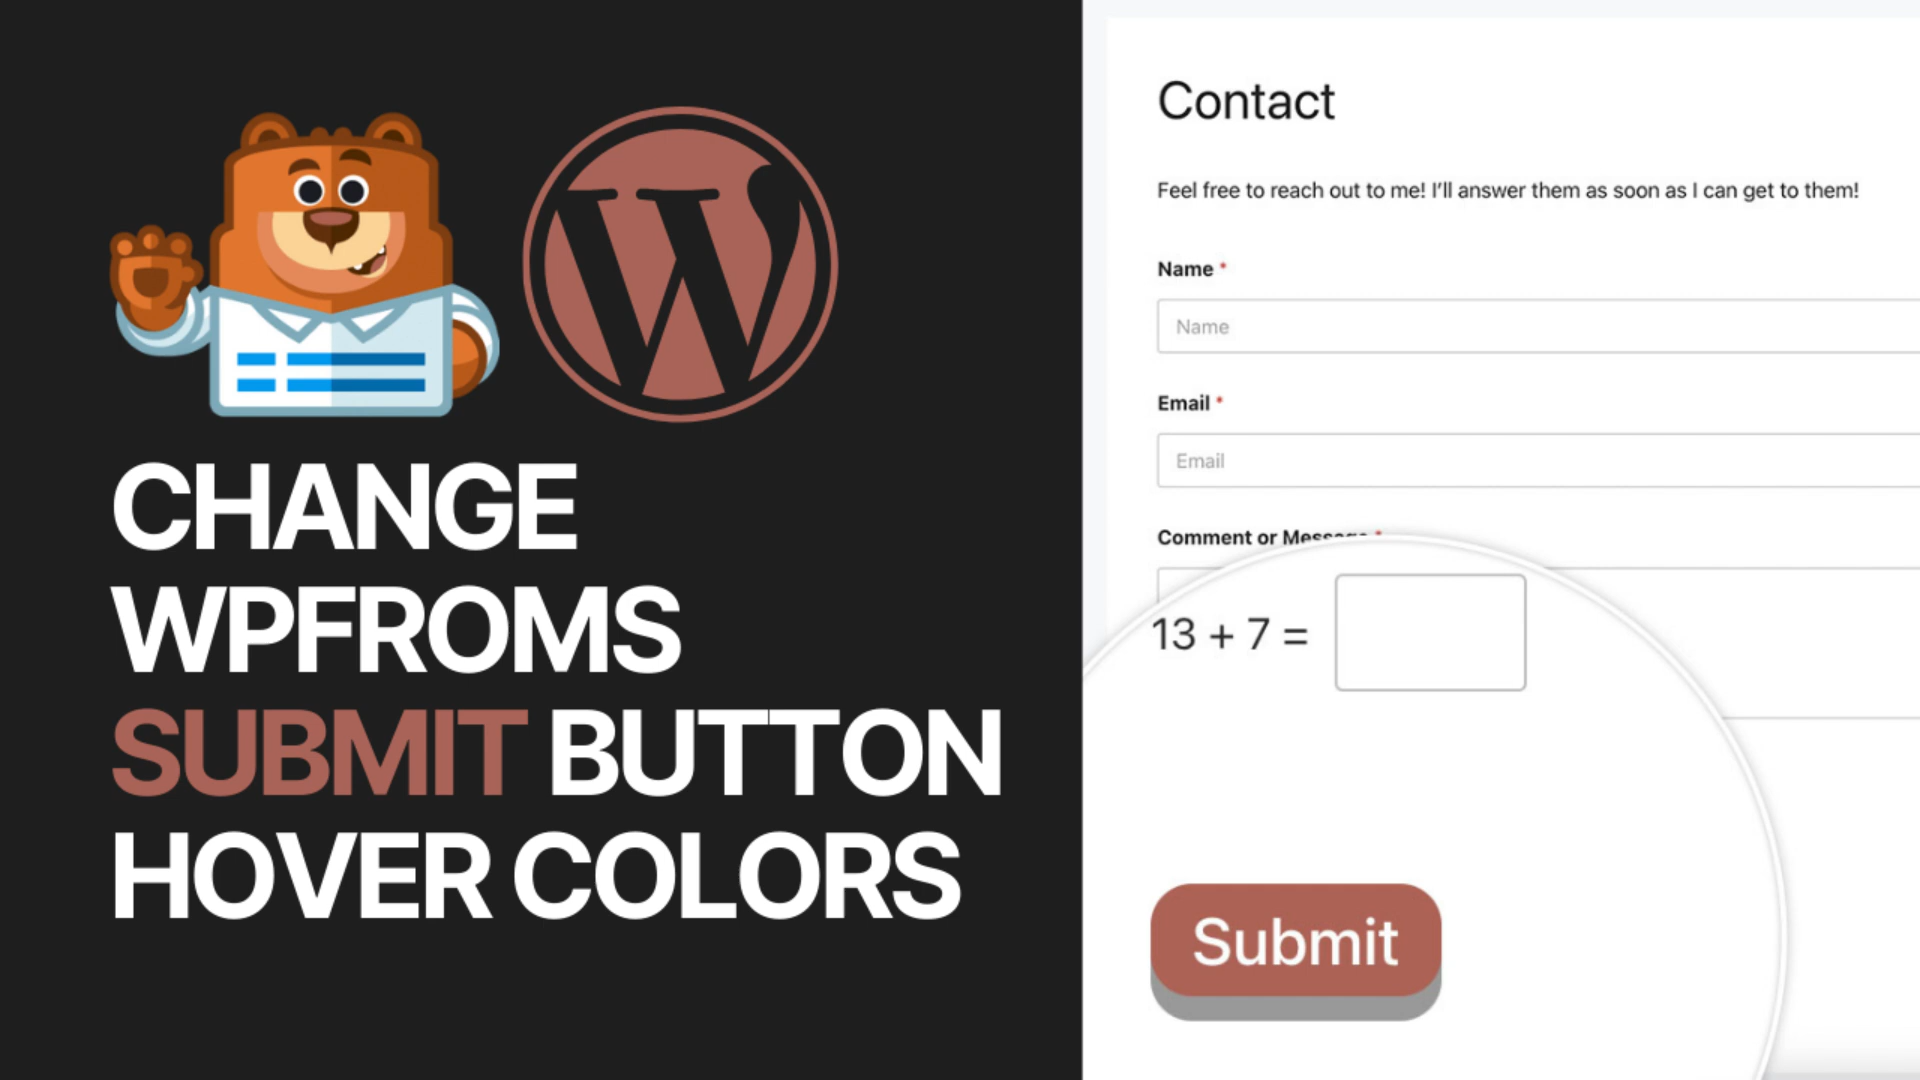 CHANGE
WPFROMS
SUBMIT BUTTON
HOVER COLORS
Contact
Feel free to reach out to me! I'll answer them as soon as I can get to them!
Name *
Name
Email *
Email
Comment or Message *
13 + 7 =
Submit